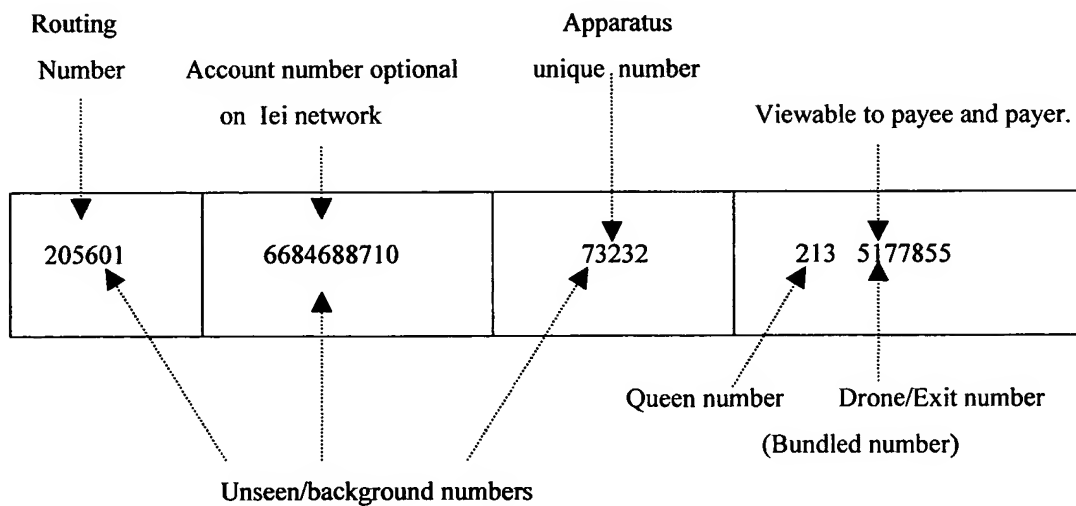 Routing
Number
Account number optional
on Iei network
Apparatus
unique number
Viewable to payee and payer.
205601
6684688710
73232
213 5177855
Queen number
Drone/Exit number
(Bundled number)
Unseen/background numbers